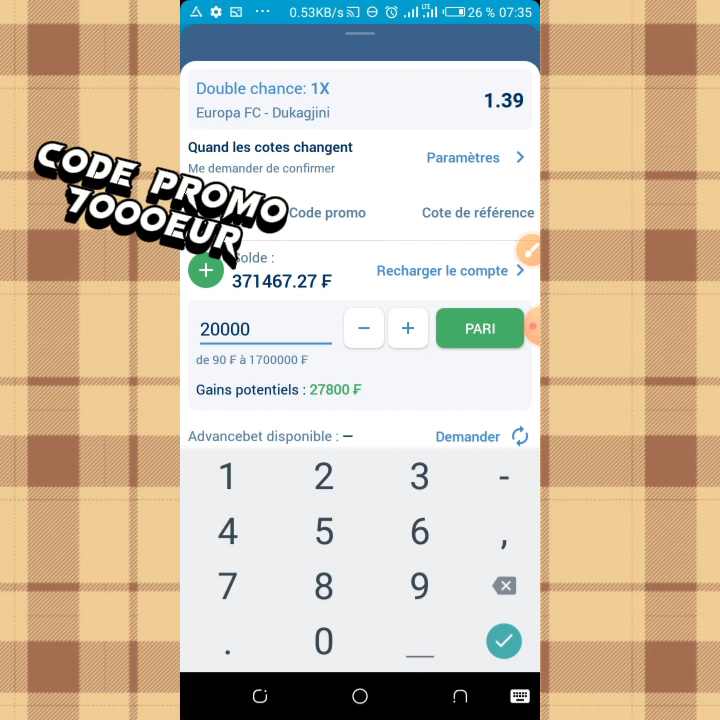 0.53KB/s LTE 26 % 07:35
Double chance: 1X
1.39
Europa FC - Dukagjini
Quand les cotes changent
Me demander de confirmer
Paramètres
CODE PROMO
7000EUR
Code promo
Cote de référence
Solde :
371467.27 ₣
Recharger le compte
20000
PARI
de 90 ₣ à 1700000 ₣
Gains potentiels : 27800 ₣
Advancebet disponible : –
Demander
1 2 3 -
4 5 6 ,
7 8 9
. 0 _